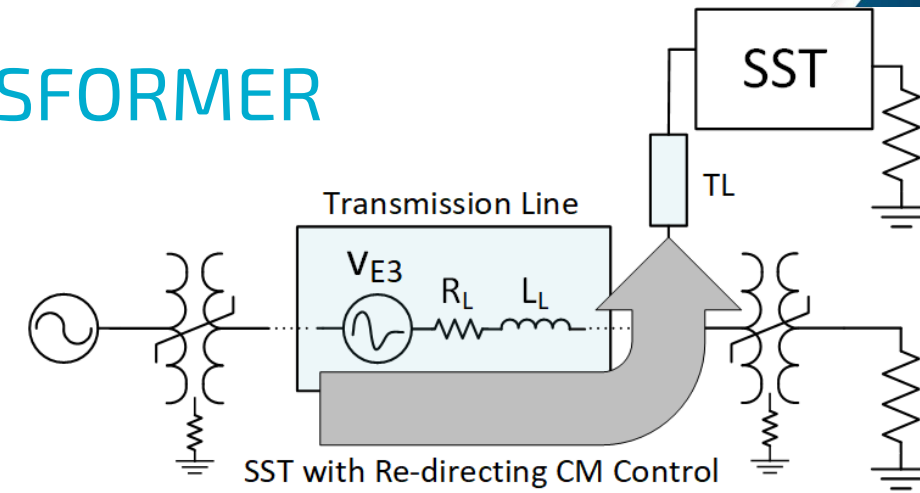 SFORMER
SST
TL
Transmission Line
VE3
RL
LL
SST with Re-directing CM Control